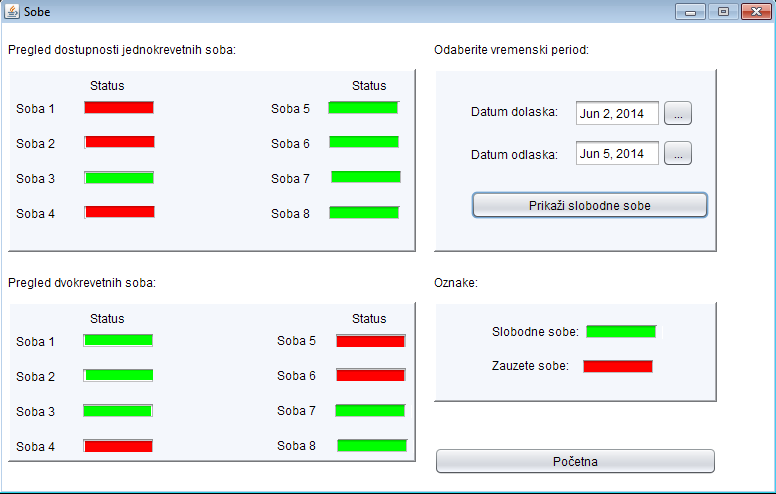 Sobe
Pregled dostupnosti jednokrevetnih soba:
Status Status
Soba 1 Soba 5
Soba 2 Soba 6
Soba 3 Soba 7
Soba 4 Soba 8
Odaberite vremenski period:
Datum dolaska: Jun 2, 2014 ...
Datum odlaska: Jun 5, 2014 ...
Prikaži slobodne sobe
Pregled dvokrevetnih soba:
Status Status
Soba 1 Soba 5
Soba 2 Soba 6
Soba 3 Soba 7
Soba 4 Soba 8
Oznake:
Slobodne sobe:
Zauzete sobe:
Početna